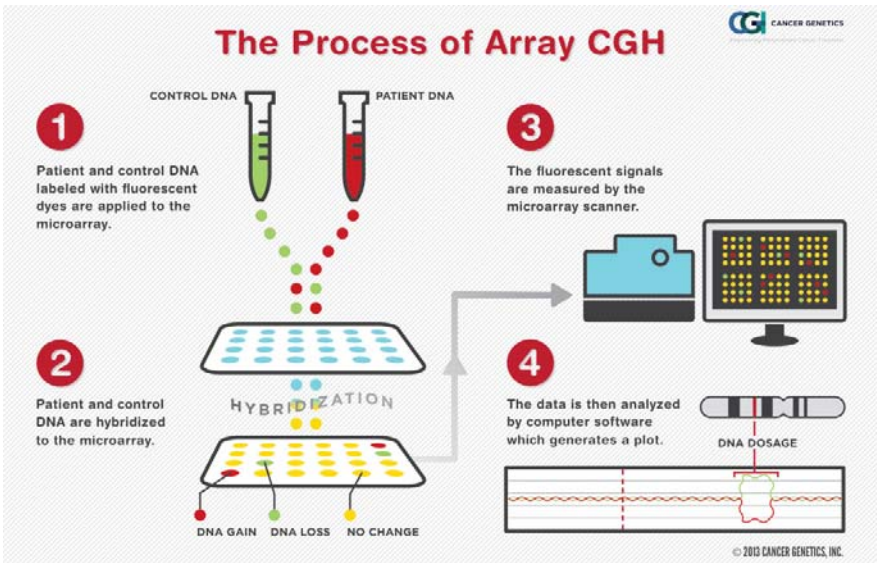 CGI CANCER GENETICS
The Process of Array CGH
CONTROL DNA
PATIENT DNA
1
Patient and control DNA
labeled with fluorescent
dyes are applied to the
microarray.
2
Patient and control
DNA are hybridized
to the microarray.
HYBRIDIZATION
DNA GAIN
DNA LOSS
NO CHANGE
3
The fluorescent signals
are measured by the
microarray scanner.
4
The data is then analyzed
by computer software
which generates a plot.
DNA DOSAGE
© 2013 CANCER GENETICS, INC.